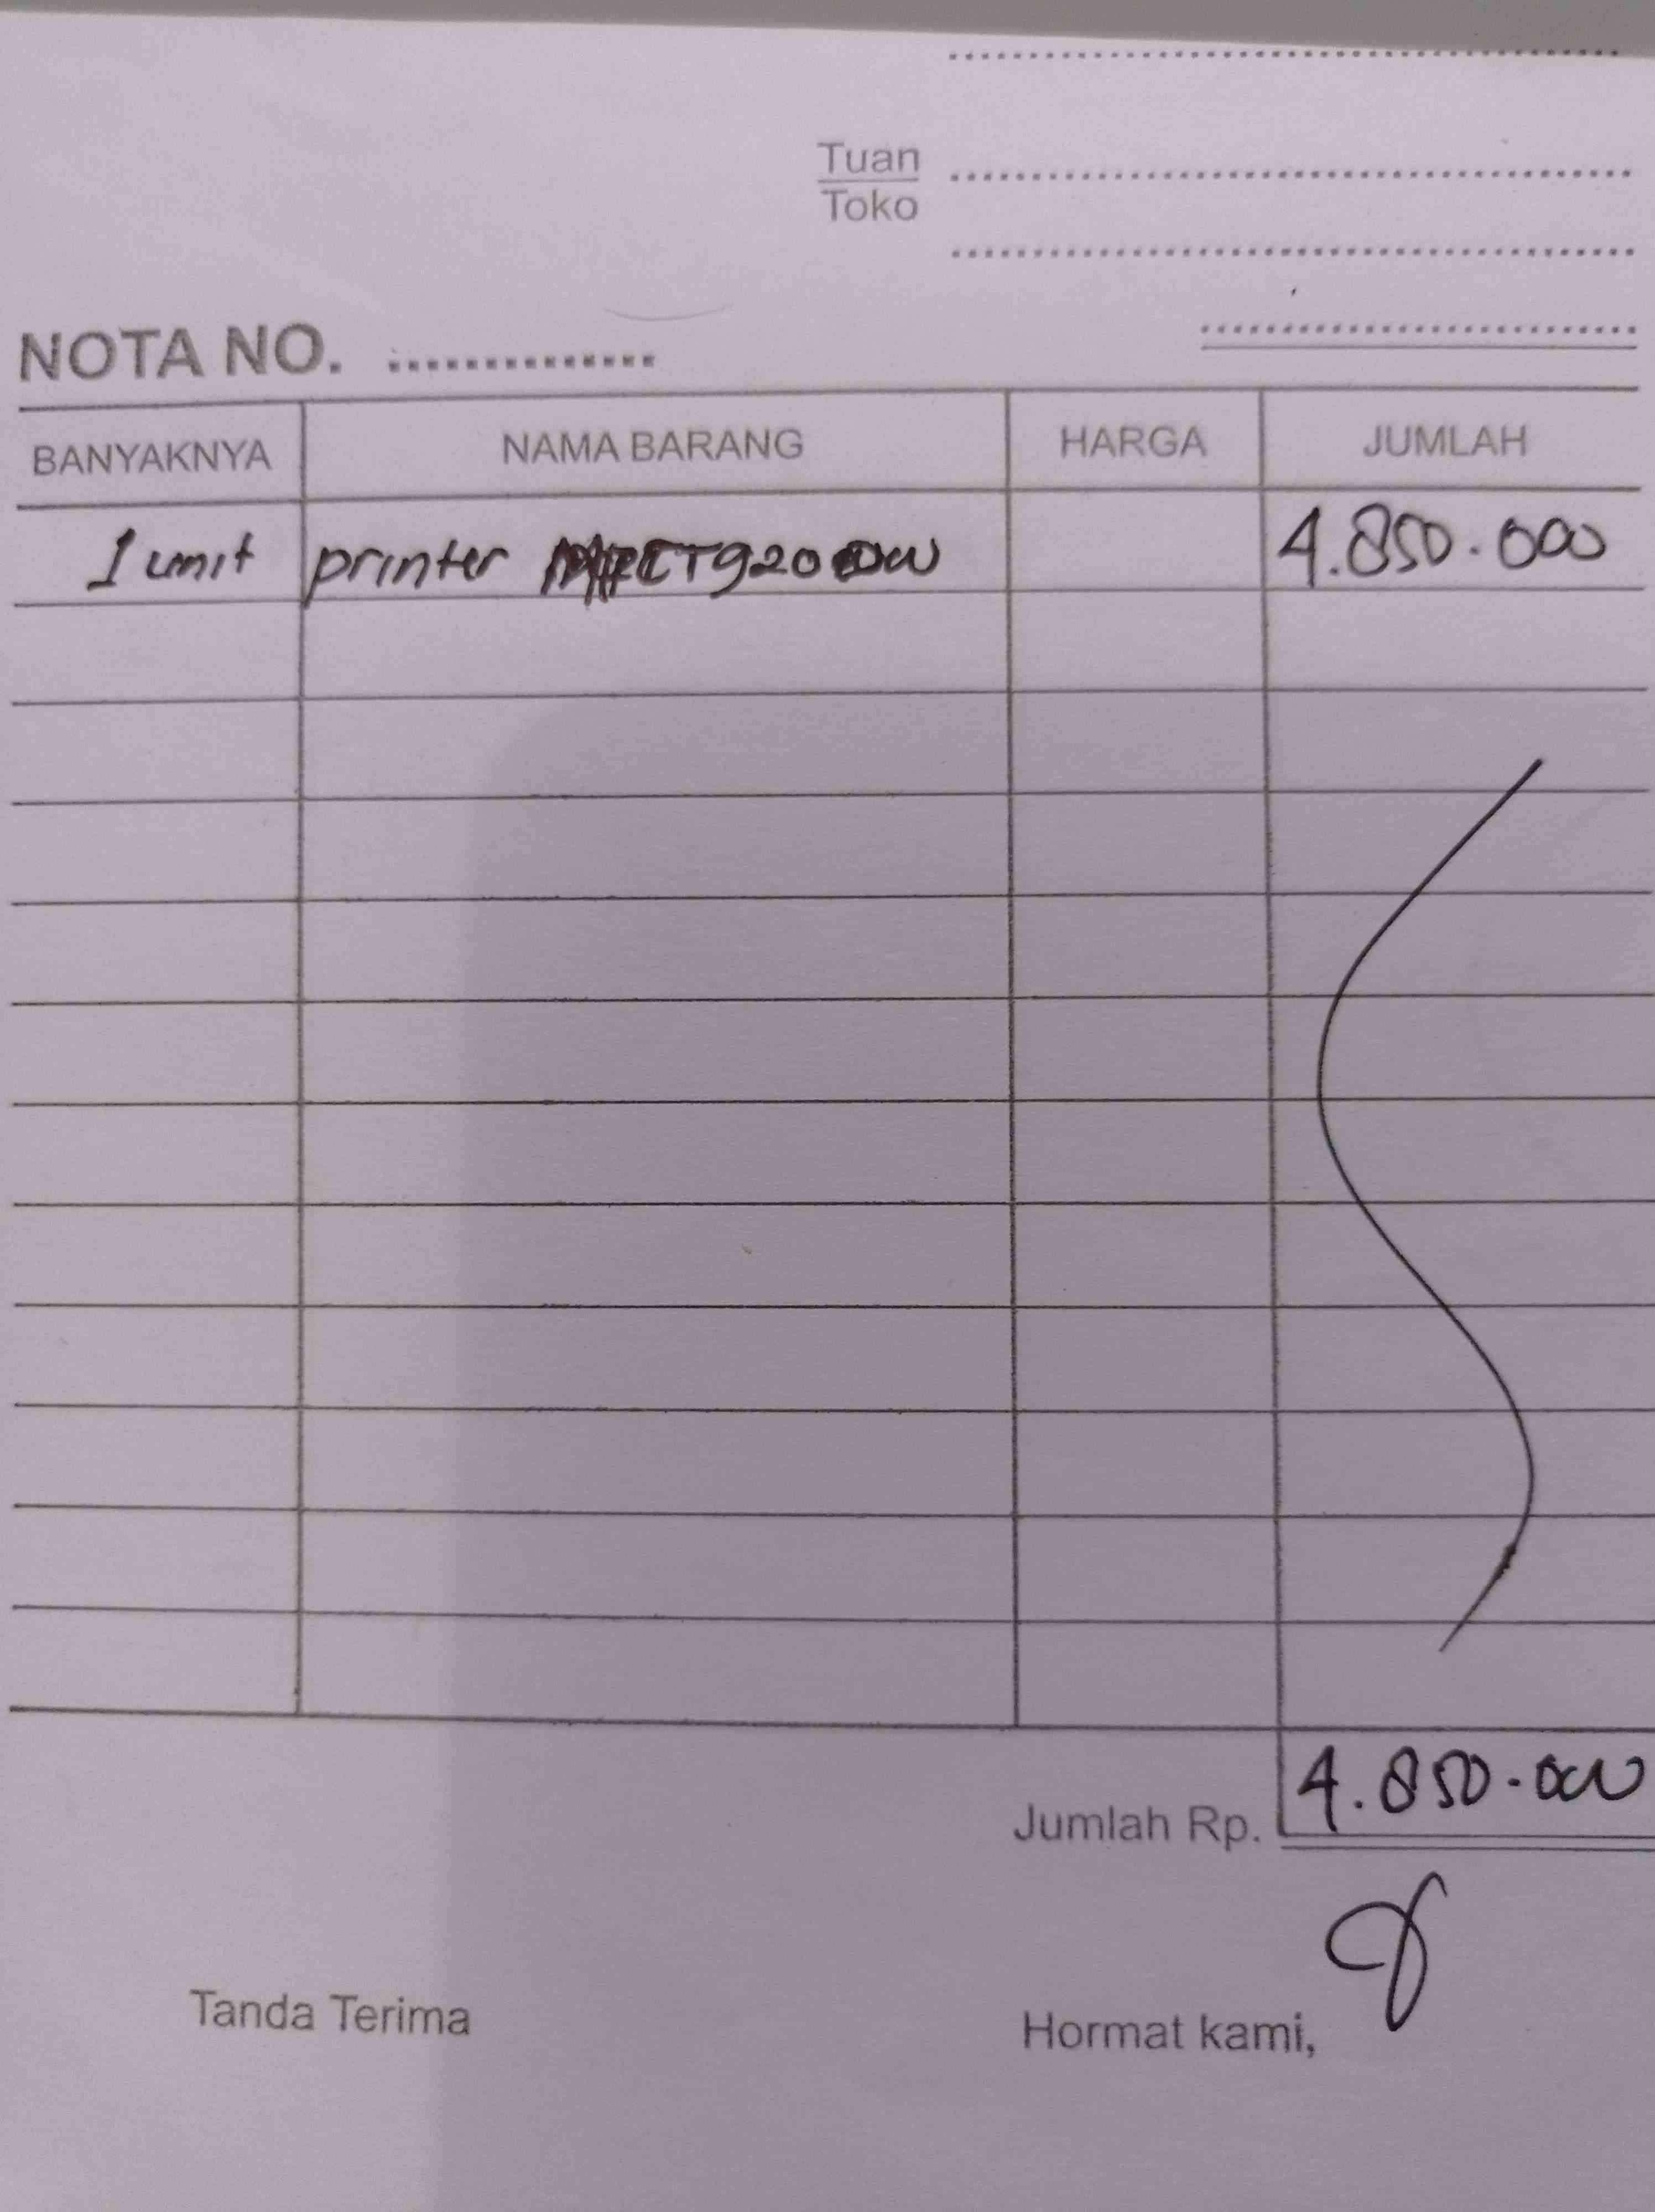 Tuan
Toko
NOTA NO. ..............
BANYAKNYA NAMA BARANG HARGA JUMLAH
1 unit printer 4.850.000
Jumlah Rp. 4.850.000
Tanda Terima Hormat kami,